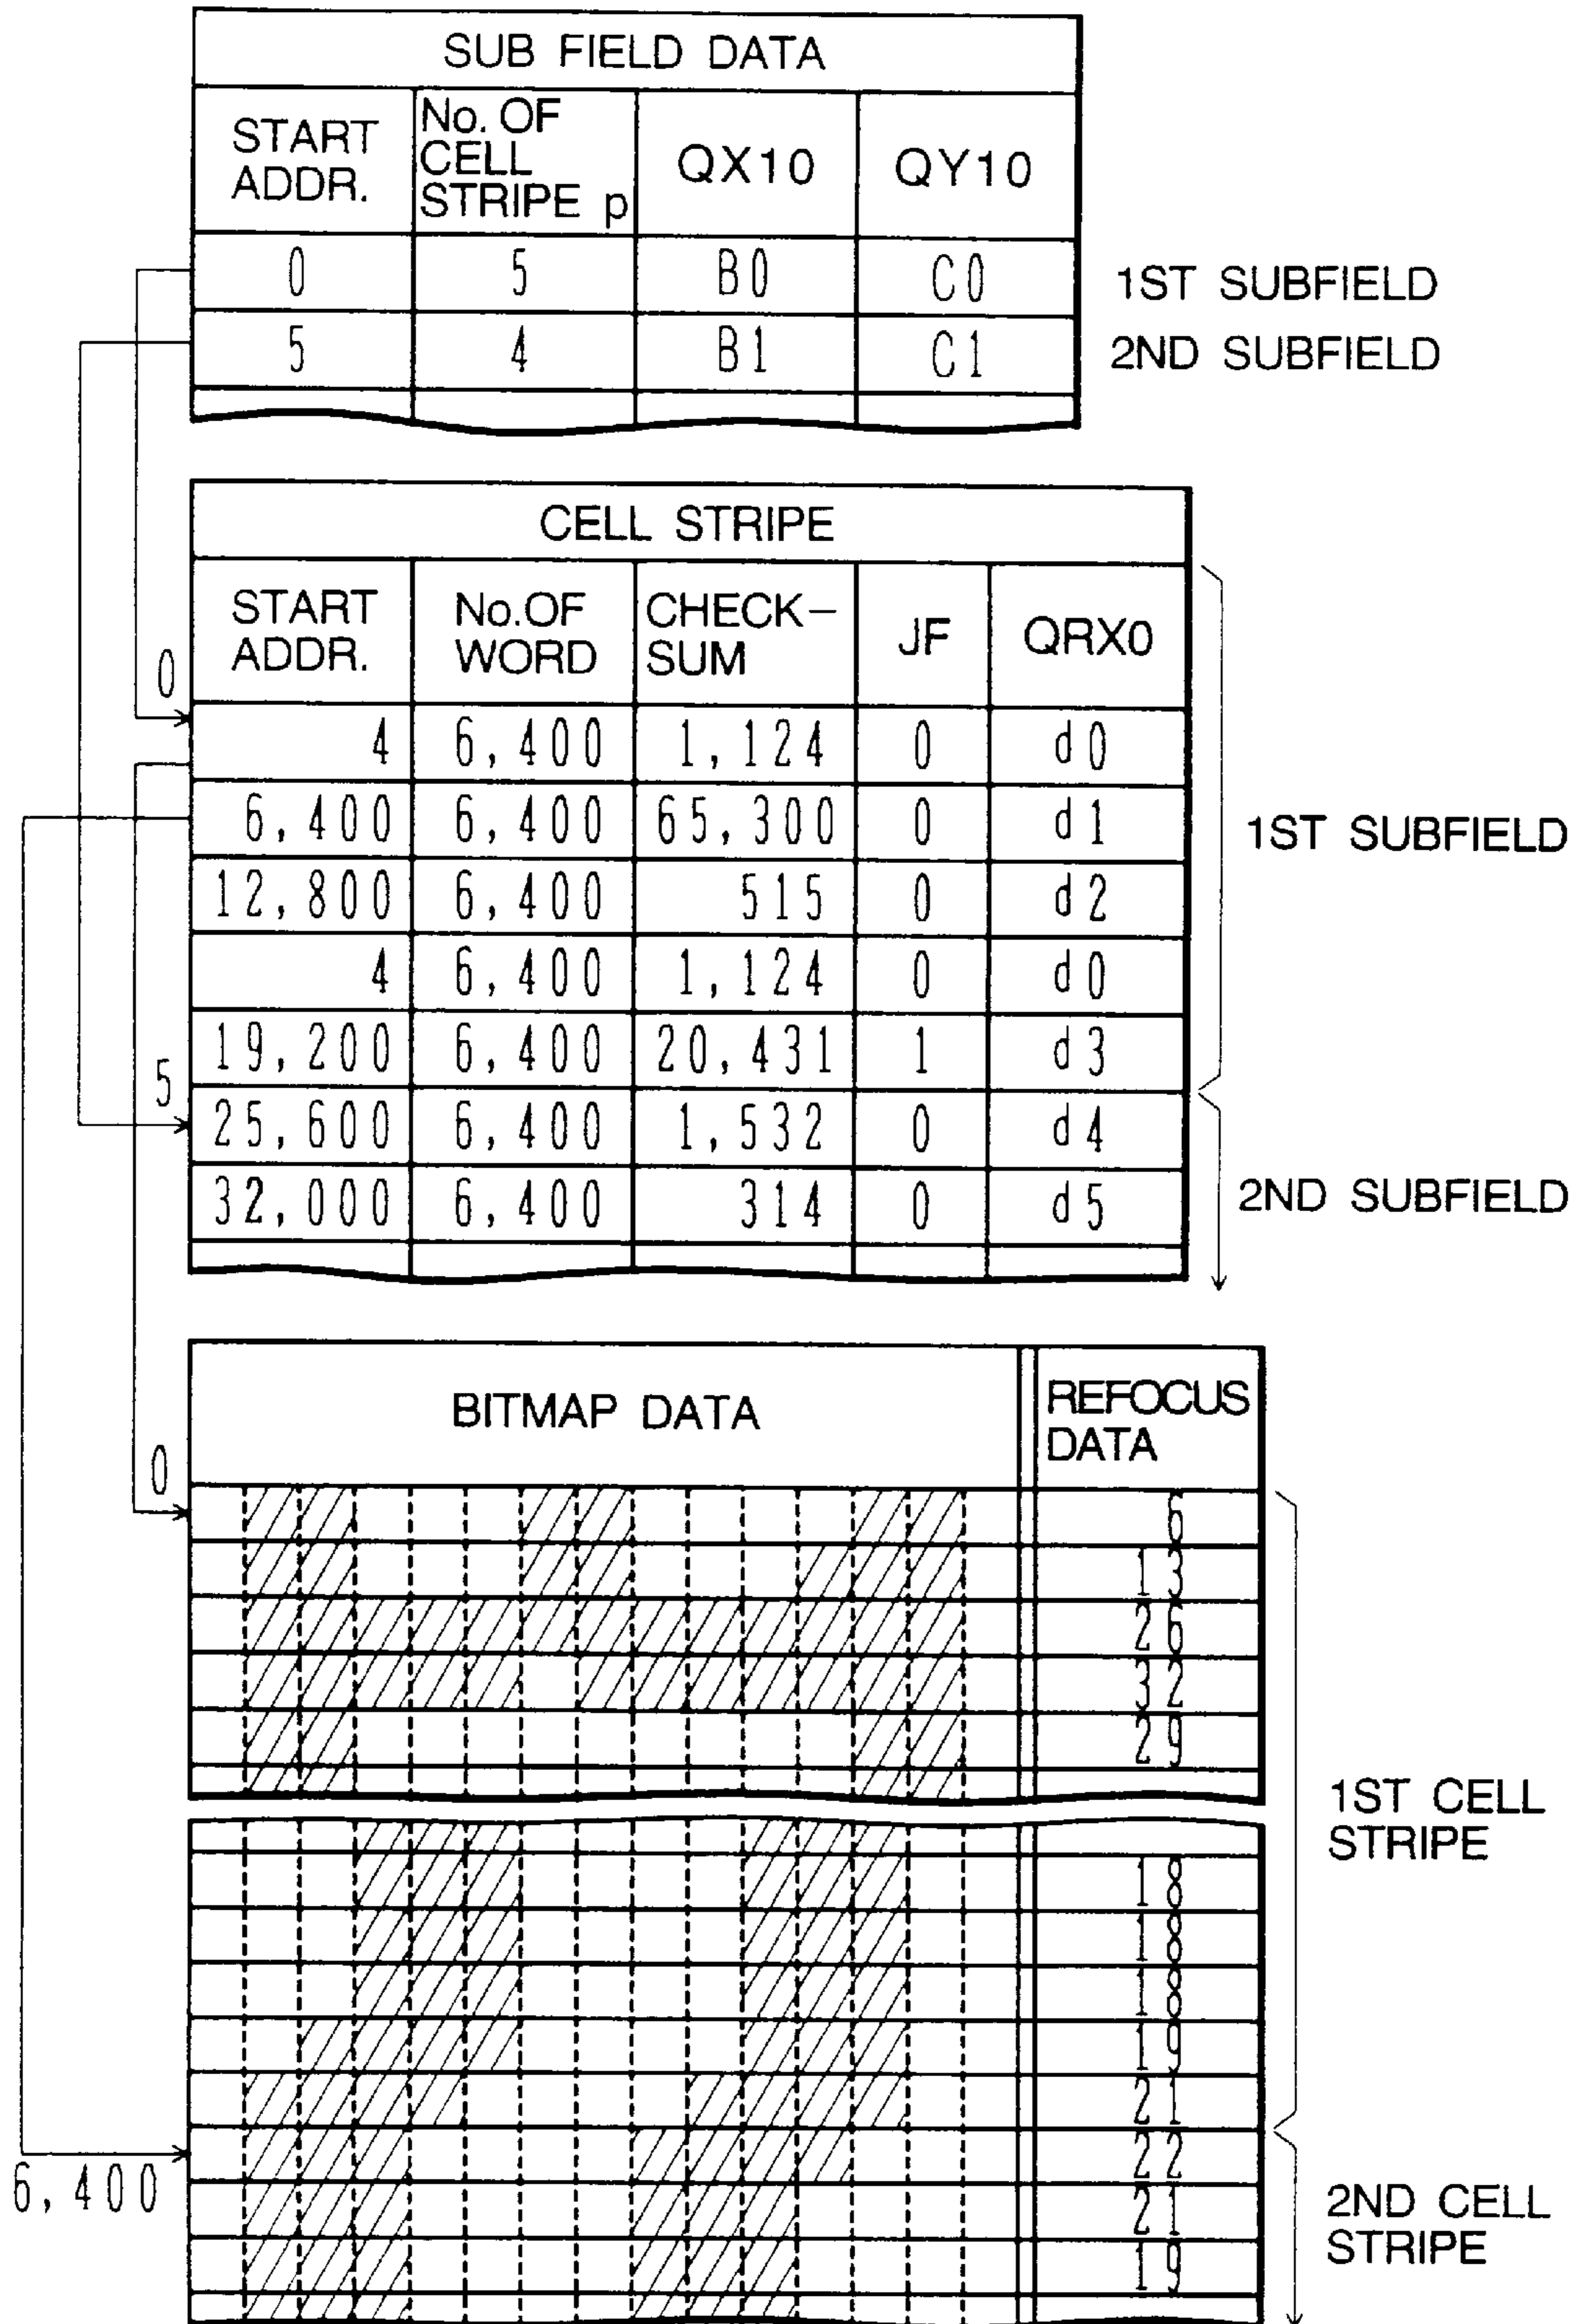 SUB FIELD DATA
START ADDR. No. OF CELL STRIPE p QX10 QY10
0 5 B0 C0 1ST SUBFIELD
5 4 B1 C1 2ND SUBFIELD
CELL STRIPE
START ADDR. No.OF WORD CHECK-SUM JF QRX0
0
4 6,400 1,124 0 d0
6,400 6,400 65,300 0 d1
1ST SUBFIELD
12,800 6,400 515 0 d2
4 6,400 1,124 0 d0
19,200 6,400 20,431 1 d3
5
25,600 6,400 1,532 0 d4
32,000 6,400 314 0 d5
2ND SUBFIELD
BITMAP DATA REFOCUS DATA
0
6
13
26
32
29
1ST CELL
STRIPE
18
18
18
19
21
22
6,400
21
19
2ND CELL
STRIPE